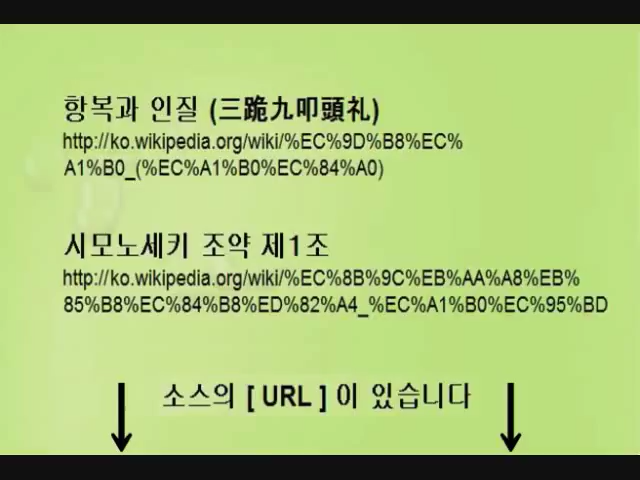 항복과 인질 (三跪九叩頭礼)
http://ko.wikipedia.org/wiki/%EC%9D%B8%EC%
A1%B0_(%EC%A1%B0%EC%84%A0)
시모노세키 조약 제1조
http://ko.wikipedia.org/wiki/%EC%8B%9C%EB%AA%A8%EB%
85%B8%EC%84%B8%ED%82%A4_%EC%A1%B0%EC%95%BD
소스의 [ URL ] 이 있습니다